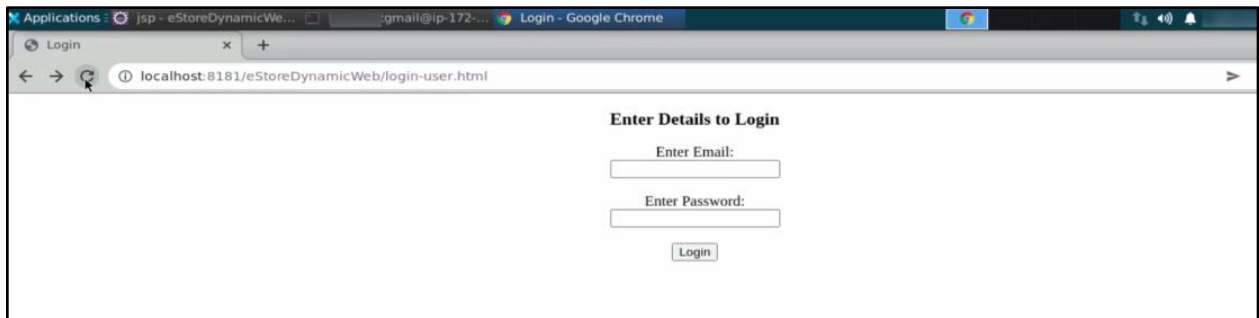 Applications
jsp - eStoreDynamicWe...
:gmail@ip-172-...
Login - Google Chrome
Login
localhost:8181/eStoreDynamicWeb/login-user.html
Enter Details to Login
Enter Email:
Enter Password:
Login